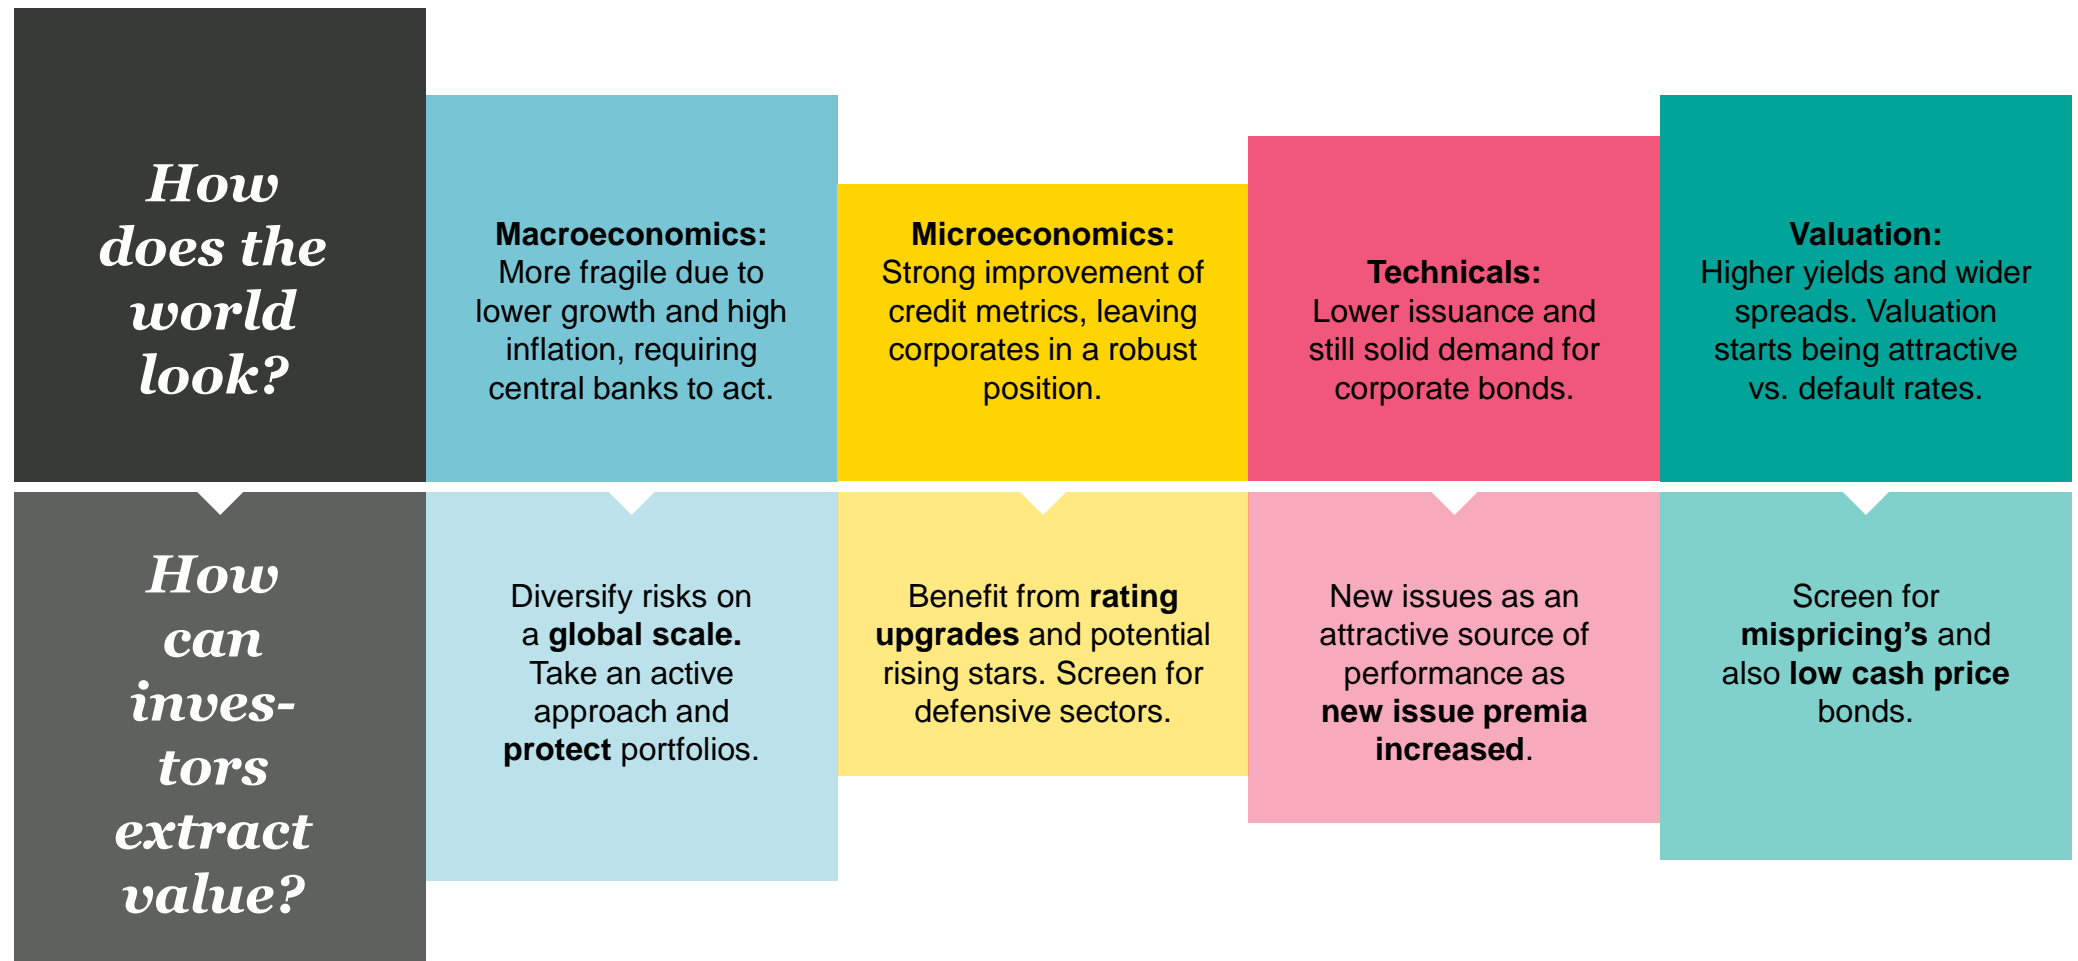 How
does the
world
look?
Macroeconomics:
More fragile due to
lower growth and high
inflation, requiring
central banks to act.
Microeconomics:
Strong improvement of
credit metrics, leaving
corporates in a robust
position.
Technicals:
Lower issuance and
still solid demand for
corporate bonds.
Valuation:
Higher yields and wider
spreads. Valuation
starts being attractive
vs. default rates.
How
can
inves-
tors
extract
value?
Diversify risks on
a global scale.
Take an active
approach and
protect portfolios.
Benefit from rating
upgrades and potential
rising stars. Screen for
defensive sectors.
New issues as an
attractive source of
performance as
new issue premia
increased.
Screen for
mispricing’s and
also low cash price
bonds.